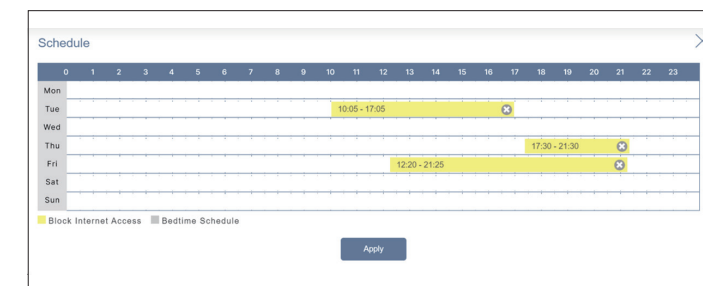 Schedule
0 1 2 3 4 5 6 7 8 9 10 11 12 13 14 15 16 17 18 19 20 21 22 23
Mon
Tue 10:05 - 17:05
Wed
Thu 17:30 - 21:30
Fri 12:20 - 21:25
Sat
Sun
Block Internet Access Bedtime Schedule
Apply